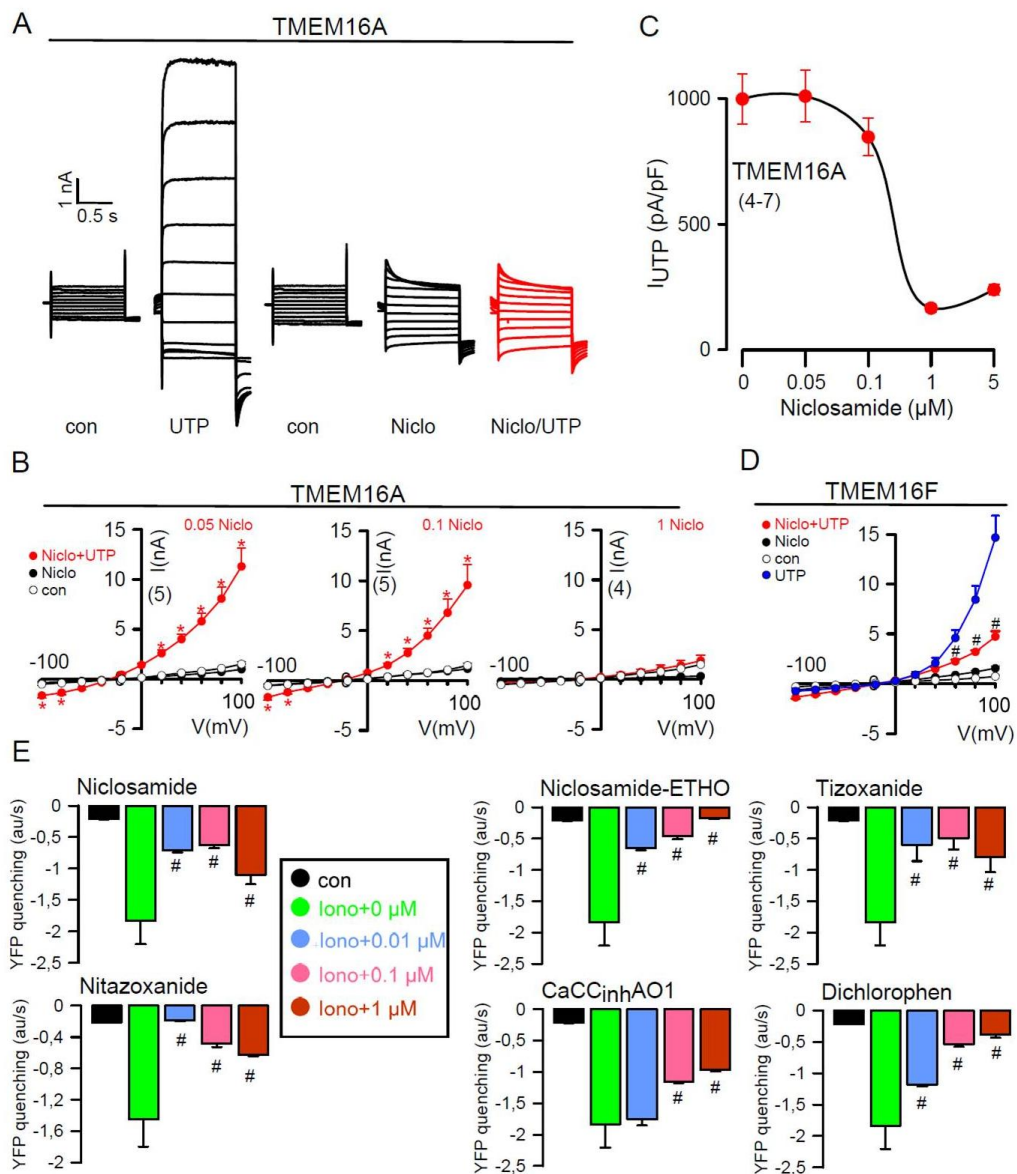 A
TMEM16A
1 nA
0.5 s
con
UTP
con
Niclo
Niclo/UTP
C
IUTP (pA/pF)
1000
500
0
TMEM16A
(4-7)
0 0.05 0.1 1 5
Niclosamide (µM)
B
TMEM16A
Niclo+UTP
Niclo
con
15
10
5
-5
I(nA)
(5)
0.05 Niclo
-100
100
V(mV)
* * * * * * *
15
10
5
-5
I(nA)
(5)
0.1 Niclo
-100
100
V(mV)
* * * * * * *
15
10
5
-5
I(nA)
(4)
1 Niclo
-100
100
V(mV)
D
TMEM16F
15
10
5
-5
Niclo+UTP
Niclo
con
UTP
# # #
-100
100
V(mV)
E
Niclosamide
YFP quenching (au/s)
0
-0,5
-1
-1,5
-2
-2,5
# # #
con
Iono+0 µM
Iono+0.01 µM
Iono+0.1 µM
Iono+1 µM
Niclosamide-ETHO
YFP quenching (au/s)
0
-0,5
-1
-1,5
-2
-2,5
# # #
Tizoxanide
YFP quenching (au/s)
0
-0,5
-1
-1,5
-2
-2,5
# # #
Nitazoxanide
YFP quenching (au/s)
0
-0,4
-0,8
-1,2
-1,6
-2
# # #
CaCCinhAO1
YFP quenching (au/s)
0
-0,5
-1
-1,5
-2
-2,5
# #
Dichlorophen
YFP quenching (au/s)
0
-0.5
-1
-1.5
-2
-2.5
# # #